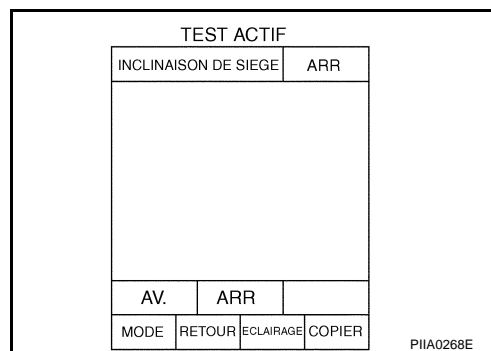 TEST ACTIF
INCLINAISON DE SIEGE ARR
AV. ARR
MODE RETOUR ECLAIRAGE COPIER
PIIA0268E